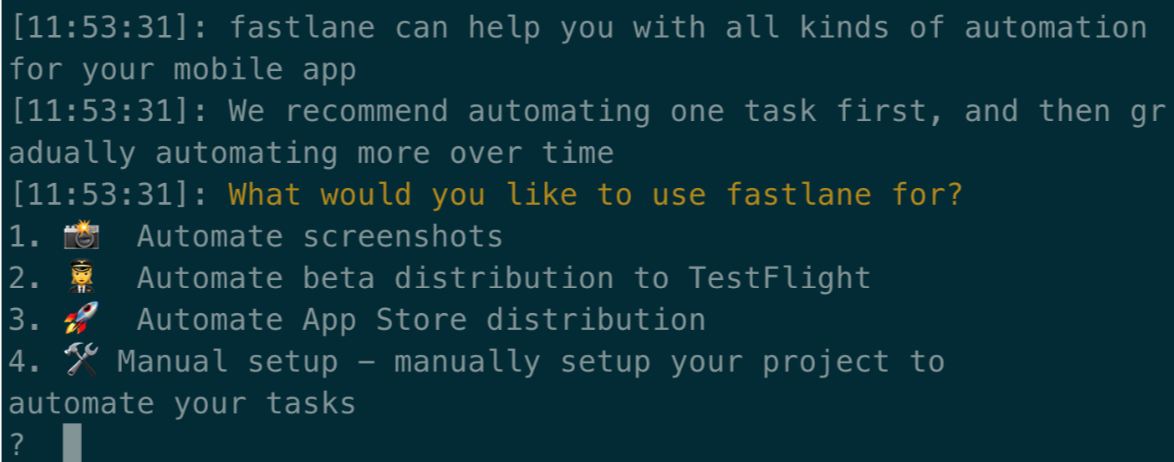 [11:53:31]: fastlane can help you with all kinds of automation
for your mobile app
[11:53:31]: We recommend automating one task first, and then gr
adually automating more over time
[11:53:31]: What would you like to use fastlane for?
1. 📸  Automate screenshots
2. 👩‍✈️  Automate beta distribution to TestFlight
3. 🚀  Automate App Store distribution
4. 🛠 Manual setup – manually setup your project to
automate your tasks
?